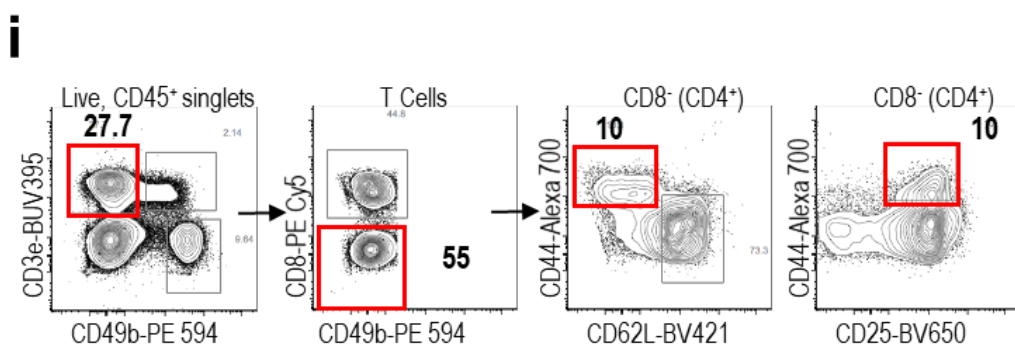 i
Live, CD45⁺ singlets
27.7
2.14
9.64
CD3e-BUV395
CD49b-PE 594
T Cells
44.8
55
CD8-PE Cy5
CD49b-PE 594
CD8⁻ (CD4⁺)
10
73.3
CD44-Alexa 700
CD62L-BV421
CD8⁻ (CD4⁺)
10
CD44-Alexa 700
CD25-BV650